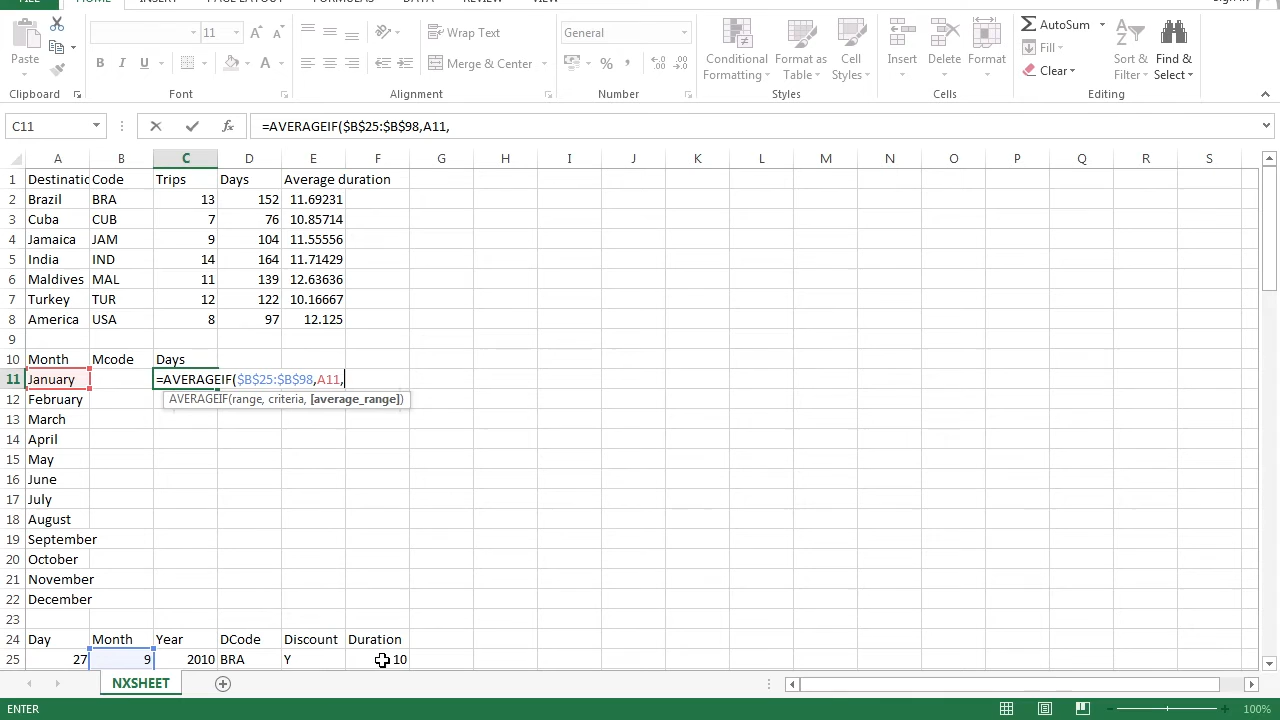 FILE HOME INSERT PAGE LAYOUT FORMULAS DATA REVIEW VIEW Sign in
11 Wrap Text General AutoSum
Paste B I U Merge & Center % Fill
Conditional Formatting Format as Table Cell Styles Insert Delete Format Clear Sort & Filter Find & Select
Clipboard Font Alignment Number Styles Cells Editing
C11 fx =AVERAGEIF($B$25:$B$98,A11,
A B C D E F G H I J K L M N O P Q R S
1 Destinatic Code Trips Days Average duration
2 Brazil BRA 13 152 11.69231
3 Cuba CUB 7 76 10.85714
4 Jamaica JAM 9 104 11.55556
5 India IND 14 164 11.71429
6 Maldives MAL 11 139 12.63636
7 Turkey TUR 12 122 10.16667
8 America USA 8 97 12.125
9
10 Month Mcode Days
11 January =AVERAGEIF($B$25:$B$98,A11,
12 February AVERAGEIF(range, criteria, [average_range])
13 March
14 April
15 May
16 June
17 July
18 August
19 September
20 October
21 November
22 December
23
24 Day Month Year DCode Discount Duration
25 27 9 2010 BRA Y 10
NXSHEET
ENTER 100%